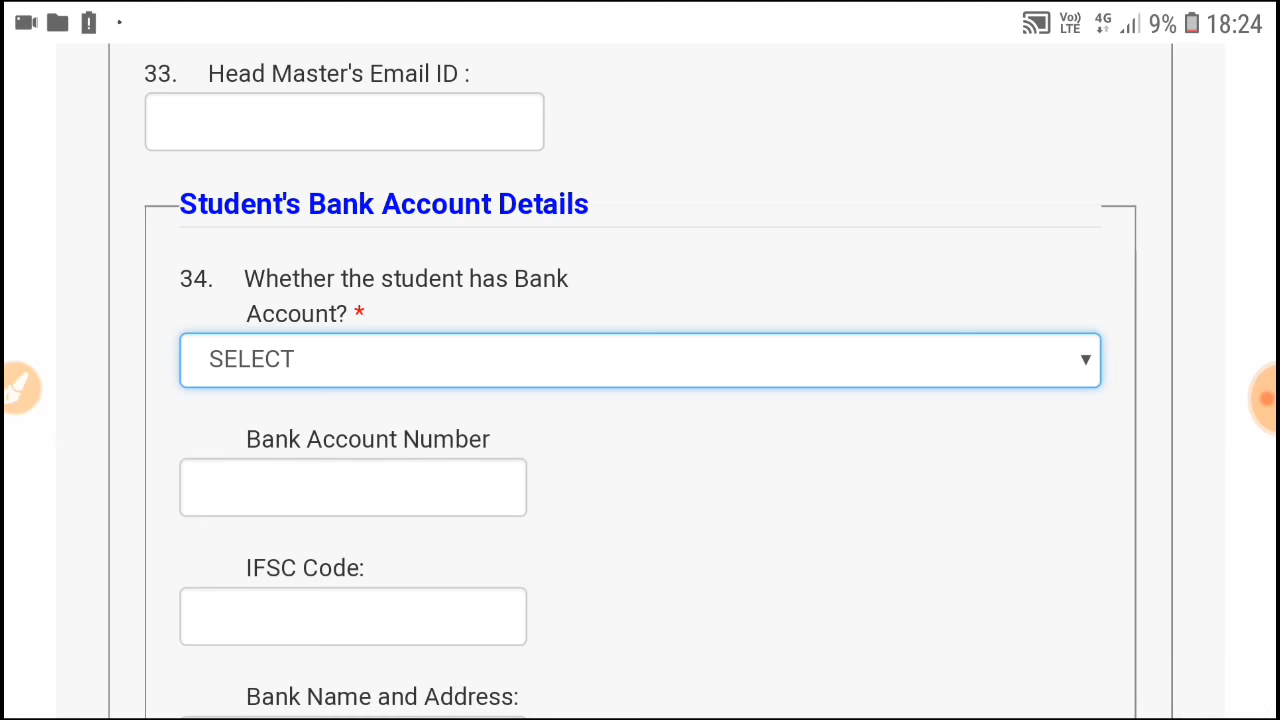 Vo)) LTE 4G 9% 18:24
33. Head Master's Email ID :
Student's Bank Account Details
34. Whether the student has Bank
Account? *
SELECT
Bank Account Number
IFSC Code:
Bank Name and Address: